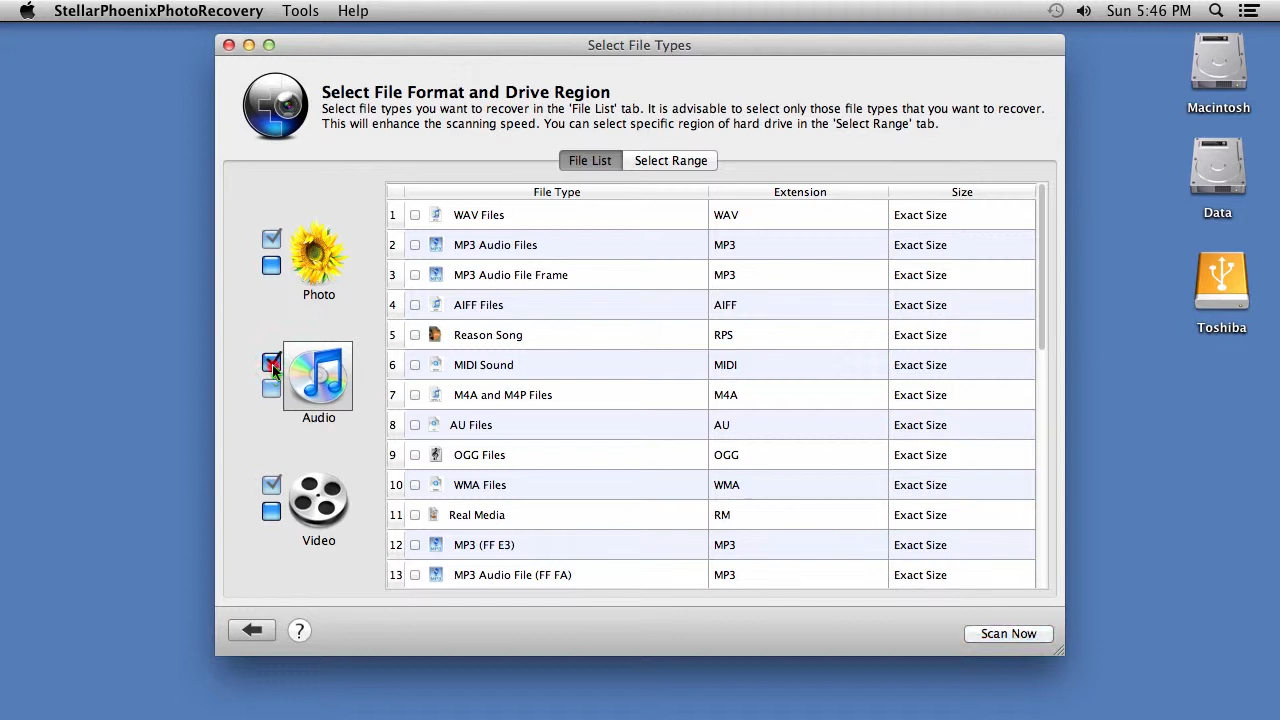 StellarPhoenixPhotoRecovery Tools Help Sun 5:46 PM
Select File Types
Select File Format and Drive Region
Select file types you want to recover in the 'File List' tab. It is advisable to select only those file types that you want to recover.
This will enhance the scanning speed. You can select specific region of hard drive in the 'Select Range' tab.
File List Select Range
File Type Extension Size
1 WAV Files WAV Exact Size
2 MP3 Audio Files MP3 Exact Size
3 MP3 Audio File Frame MP3 Exact Size
4 AIFF Files AIFF Exact Size
5 Reason Song RPS Exact Size
6 MIDI Sound MIDI Exact Size
7 M4A and M4P Files M4A Exact Size
8 AU Files AU Exact Size
9 OGG Files OGG Exact Size
10 WMA Files WMA Exact Size
11 Real Media RM Exact Size
12 MP3 (FF E3) MP3 Exact Size
13 MP3 Audio File (FF FA) MP3 Exact Size
Photo
Audio
Video
?
Scan Now
Macintosh
Data
Toshiba